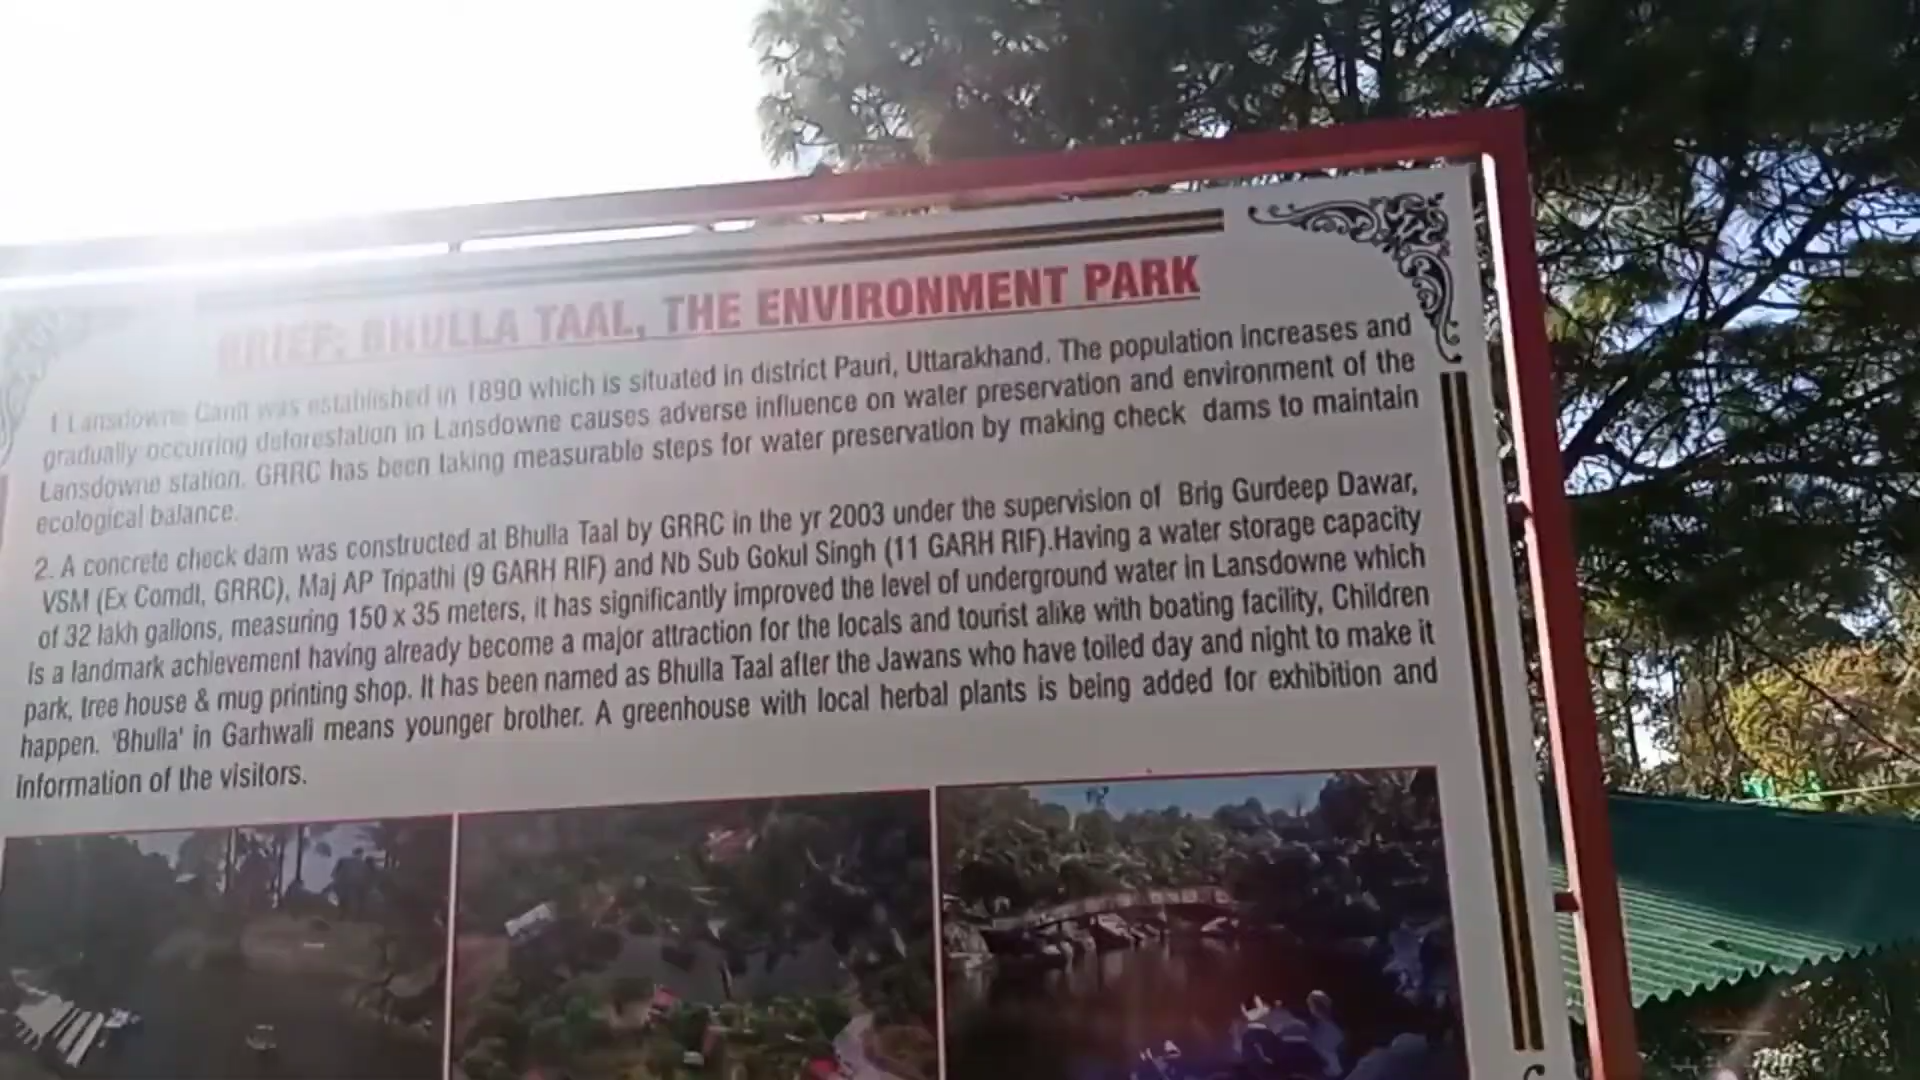 BRIEF: BHULLA TAAL, THE ENVIRONMENT PARK
1 Lansdowne Cantt was established in 1890 which is situated in district Pauri, Uttarakhand. The population increases and
gradually occurring deforestation in Lansdowne causes adverse influence on water preservation and environment of the
Lansdowne station. GRRC has been taking measurable steps for water preservation by making check dams to maintain
ecological balance.
2. A concrete check dam was constructed at Bhulla Taal by GRRC in the yr 2003 under the supervision of Brig Gurdeep Dawar,
VSM (Ex Comdt, GRRC), Maj AP Tripathi (9 GARH RIF) and Nb Sub Gokul Singh (11 GARH RIF).Having a water storage capacity
of 32 lakh gallons, measuring 150 x 35 meters, it has significantly improved the level of underground water in Lansdowne which
is a landmark achievement having already become a major attraction for the locals and tourist alike with boating facility, Children
park, tree house & mug printing shop. It has been named as Bhulla Taal after the Jawans who have toiled day and night to make it
happen. 'Bhulla' in Garhwali means younger brother. A greenhouse with local herbal plants is being added for exhibition and
information of the visitors.